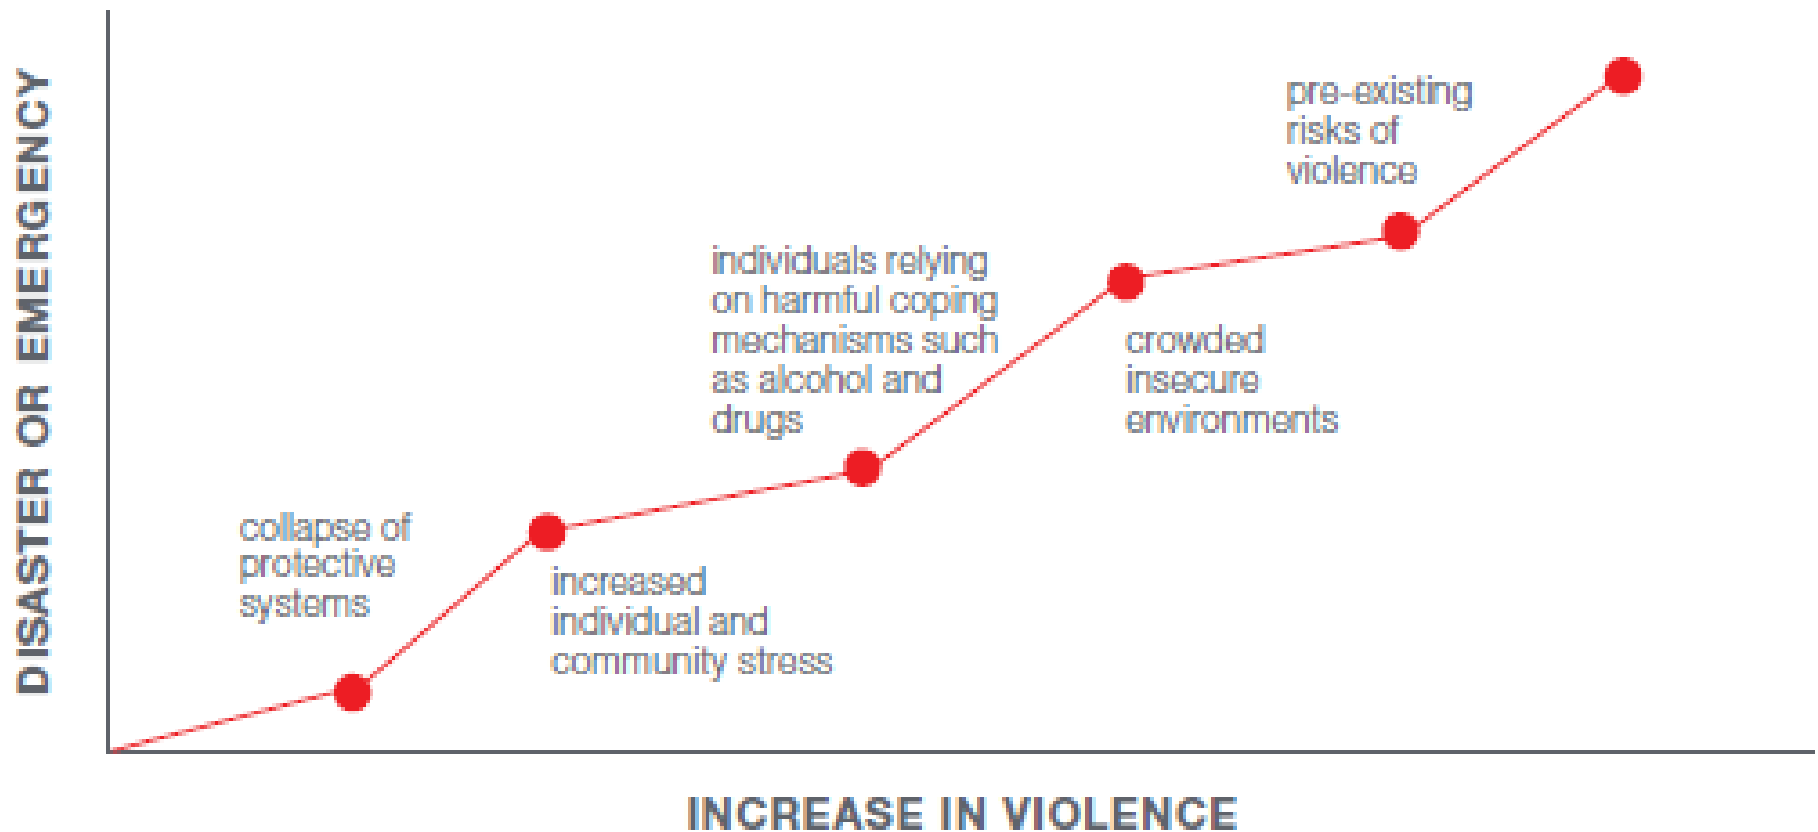 DISASTER OR EMERGENCY
collapse of
protective
systems
increased
individual and
community stress
individuals relying
on harmful coping
mechanisms such
as alcohol and
drugs
crowded
insecure
environments
pre-existing
risks of
violence
INCREASE IN VIOLENCE